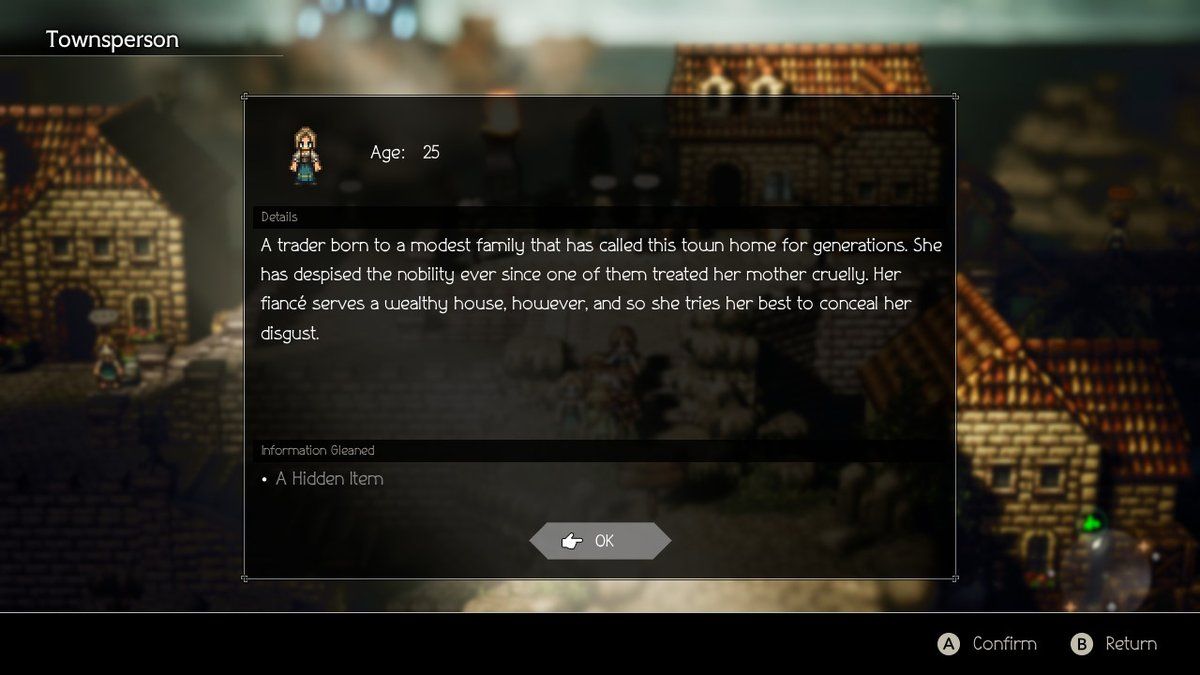 Townsperson
Age: 25
Details
A trader born to a modest family that has called this town home for generations. She
has despised the nobility ever since one of them treated her mother cruelly. Her
fiancé serves a wealthy house, however, and so she tries her best to conceal her
disgust.
Information Gleaned
• A Hidden Item
OK
A Confirm B Return